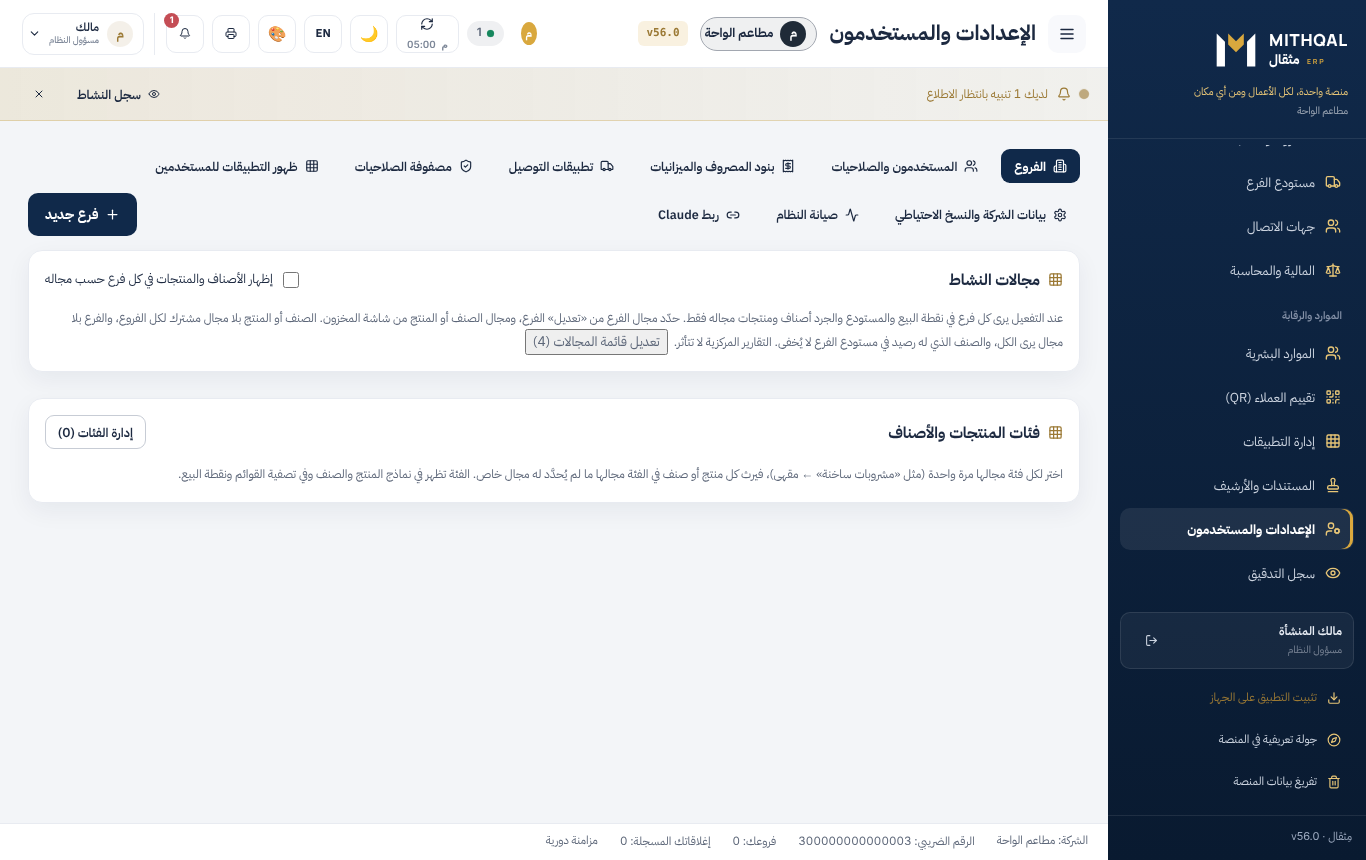 MITHQAL
مثقال ERP
منصة واحدة، لكل الأعمال ومن أي مكان
مطاعم الواحة
مستودع الفرع
جهات الاتصال
المالية والمحاسبة
الموارد والرقابة
الموارد البشرية
تقييم العملاء (QR)
إدارة التطبيقات
المستندات والأرشيف
الإعدادات والمستخدمون
سجل التدقيق
مالك المنشأة
مسؤول النظام
تثبيت التطبيق على الجهاز
جولة تعريفية في المنصة
تفريغ بيانات المنصة
مثقال · v56.0
الإعدادات والمستخدمون
م مطاعم الواحة
v56.0
م
1
05:00 م
EN
1
م
مالك
مسؤول النظام
لديك 1 تنبيه بانتظار الاطلاع
سجل النشاط
الفروع
المستخدمون والصلاحيات
بنود المصروف والميزانيات
تطبيقات التوصيل
مصفوفة الصلاحيات
ظهور التطبيقات للمستخدمين
بيانات الشركة والنسخ الاحتياطي
صيانة النظام
ربط Claude
فرع جديد
مجالات النشاط
إظهار الأصناف والمنتجات في كل فرع حسب مجاله
عند التفعيل يرى كل فرع في نقطة البيع والمستودع والجرد أصناف ومنتجات مجاله فقط. حدّد مجال الفرع من «تعديل» الفرع، ومجال الصنف أو المنتج من شاشة المخزون. الصنف أو المنتج بلا مجال مشترك لكل الفروع، والفرع بلا
مجال يرى الكل، والصنف الذي له رصيد في مستودع الفرع لا يُخفى. التقارير المركزية لا تتأثر. تعديل قائمة المجالات (4)
فئات المنتجات والأصناف
إدارة الفئات (0)
اختر لكل فئة مجالها مرة واحدة (مثل «مشروبات ساخنة» ← مقهى)، فيرث كل منتج أو صنف في الفئة مجالها ما لم يُحدَّد له مجال خاص. الفئة تظهر في نماذج المنتج والصنف وفي تصفية القوائم ونقطة البيع.
الشركة: مطاعم الواحة
الرقم الضريبي: 300000000000003
فروعك: 0
إغلاقاتك المسجلة: 0
مزامنة دورية